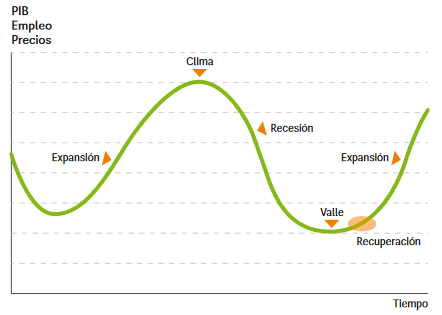 PIB
Empleo
Precios
Clima
Recesión
Expansión
Expansión
Valle
Recuperación
Tiempo